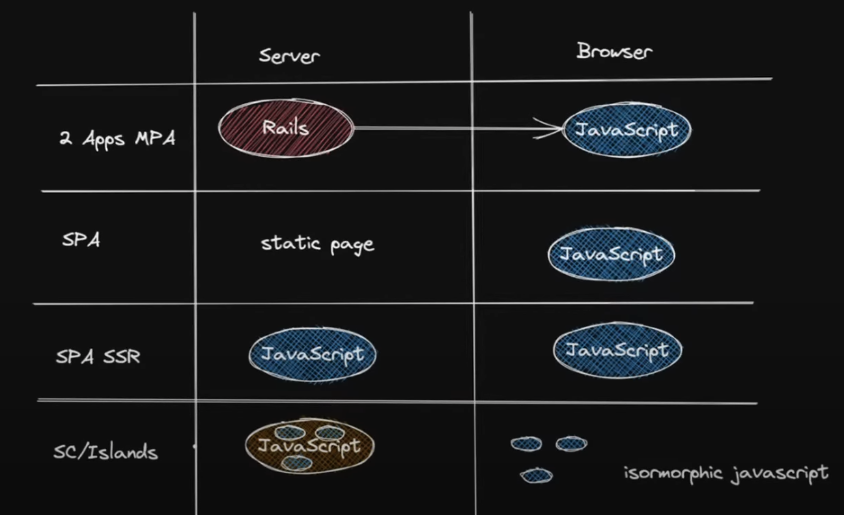 Server
Browser
2 Apps MPA
Rails
JavaScript
SPA
static page
JavaScript
SPA SSR
JavaScript
JavaScript
SC/Islands
JavaScript
isormorphic javascript